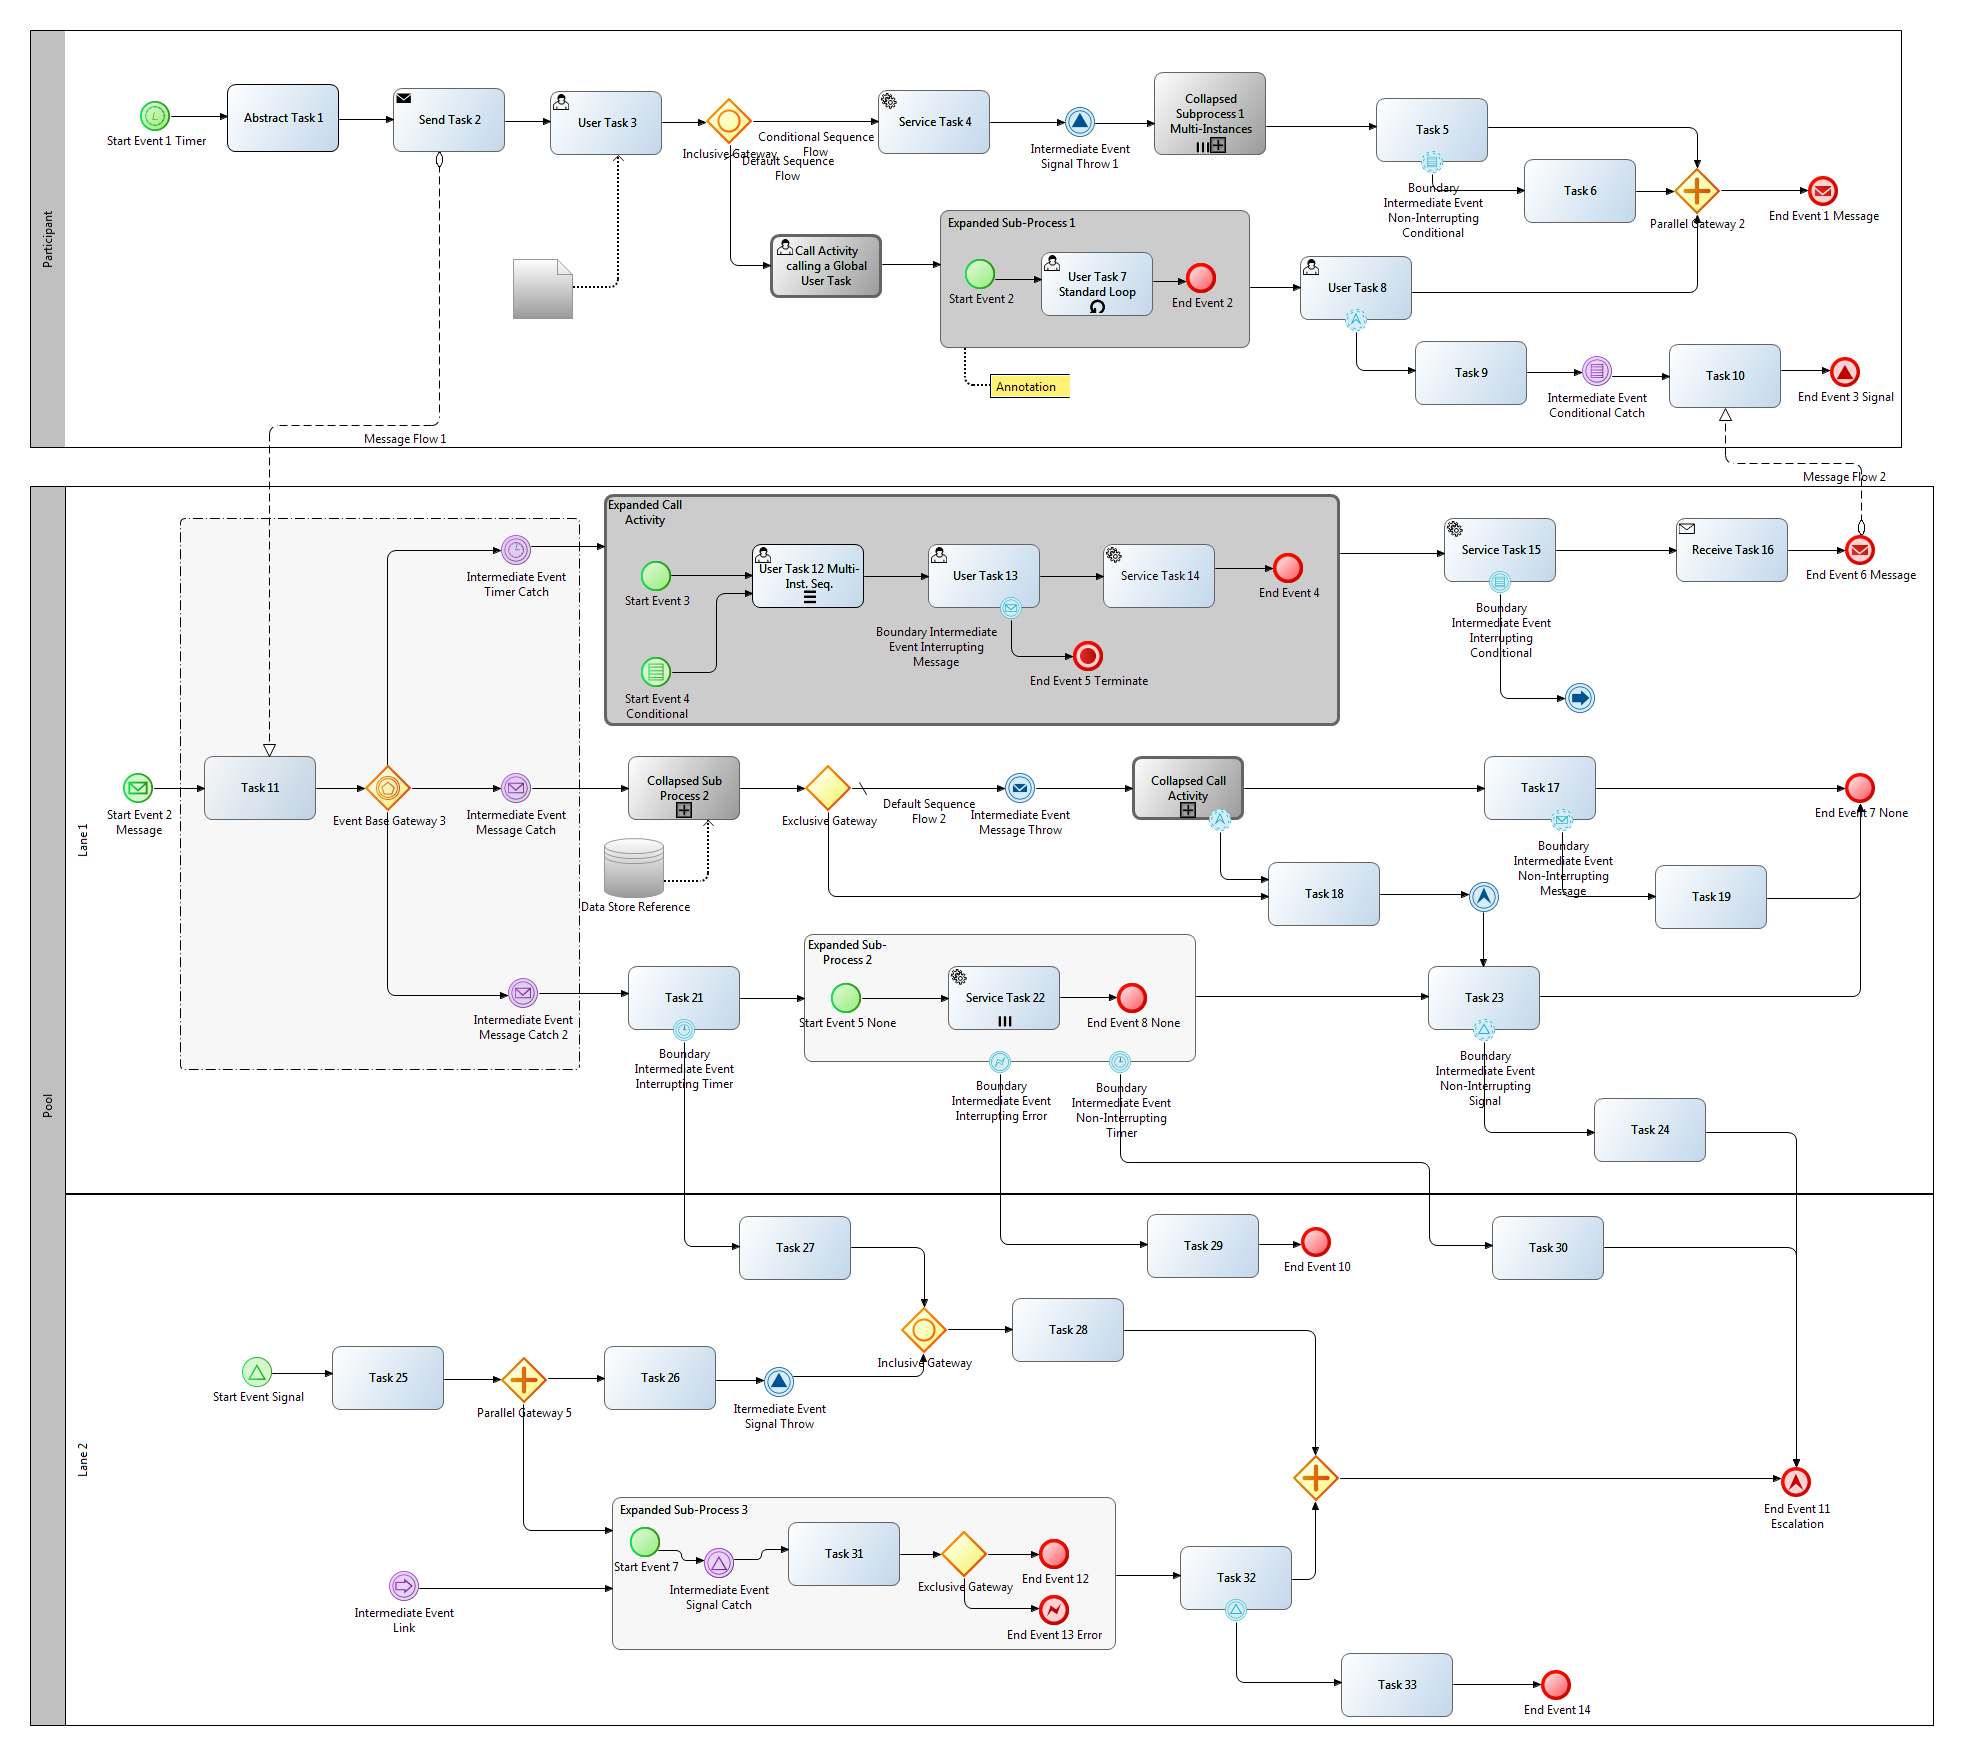 Participant
Start Event 1 Timer
Abstract Task 1
Send Task 2
User Task 3
Inclusive Gateway
Conditional Sequence
Flow
Default Sequence
Flow
Service Task 4
Intermediate Event
Signal Throw 1
Collapsed
Subprocess 1
Multi-Instances
Task 5
Boundary
Intermediate Event
Non-Interrupting
Conditional
Task 6
Parallel Gateway 2
End Event 1 Message
Call Activity
calling a Global
User Task
Expanded Sub-Process 1
Start Event 2
User Task 7
Standard Loop
End Event 2
User Task 8
Annotation
Task 9
Intermediate Event
Conditional Catch
Task 10
End Event 3 Signal
Message Flow 1
Message Flow 2
Pool
Lane 1
Expanded Call
Activity
Start Event 3
User Task 12 Multi-
Inst. Seq.
User Task 13
Service Task 14
End Event 4
Boundary Intermediate
Event Interrupting
Message
End Event 5 Terminate
Start Event 4
Conditional
Intermediate Event
Timer Catch
Service Task 15
Boundary
Intermediate Event
Interrupting
Conditional
Receive Task 16
End Event 6 Message
Start Event 2
Message
Task 11
Event Base Gateway 3
Intermediate Event
Message Catch
Collapsed Sub
Process 2
Exclusive Gateway
Default Sequence
Flow 2
Intermediate Event
Message Throw
Collapsed Call
Activity
Task 17
End Event 7 None
Boundary
Intermediate Event
Non-Interrupting
Message
Data Store Reference
Task 18
Task 19
Intermediate Event
Message Catch 2
Task 21
Boundary
Intermediate Event
Interrupting Timer
Expanded Sub-
Process 2
Start Event 5 None
Service Task 22
End Event 8 None
Boundary
Intermediate Event
Interrupting Error
Boundary
Intermediate Event
Non-Interrupting
Timer
Task 23
Boundary
Intermediate Event
Non-Interrupting
Signal
Task 24
Lane 2
Task 27
Task 29
End Event 10
Task 30
Inclusive Gateway
Task 28
Start Event Signal
Task 25
Parallel Gateway 5
Task 26
Itermediate Event
Signal Throw
End Event 11
Escalation
Expanded Sub-Process 3
Start Event 7
Intermediate Event
Signal Catch
Task 31
Exclusive Gateway
End Event 12
End Event 13 Error
Intermediate Event
Link
Task 32
Task 33
End Event 14